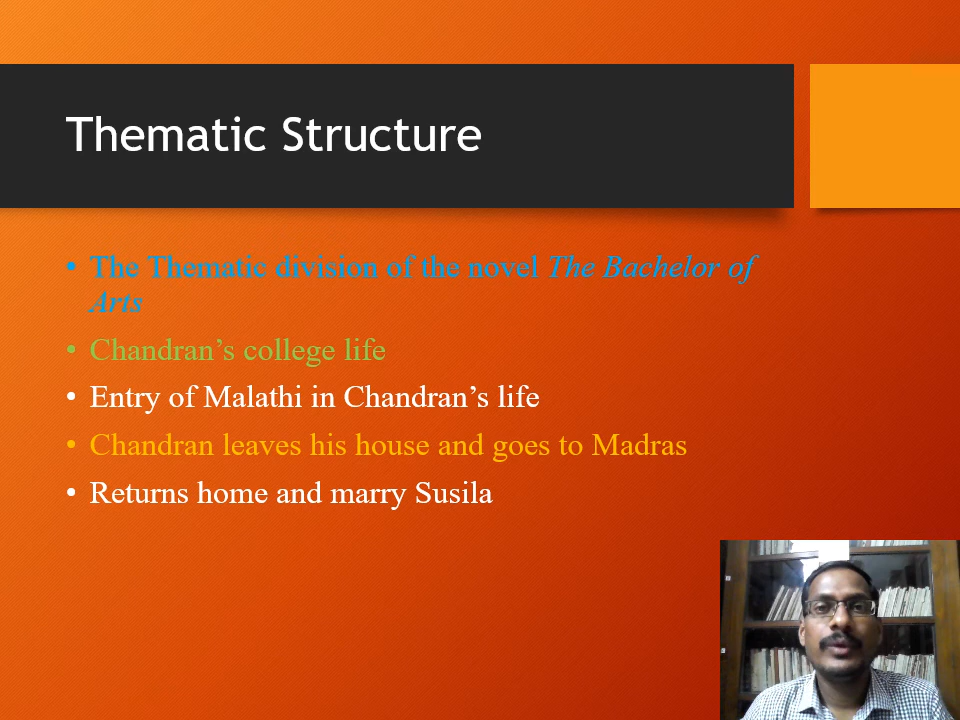 Thematic Structure
• The Thematic division of the novel The Bachelor of
Arts
• Chandran’s college life
• Entry of Malathi in Chandran’s life
• Chandran leaves his house and goes to Madras
• Returns home and marry Susila